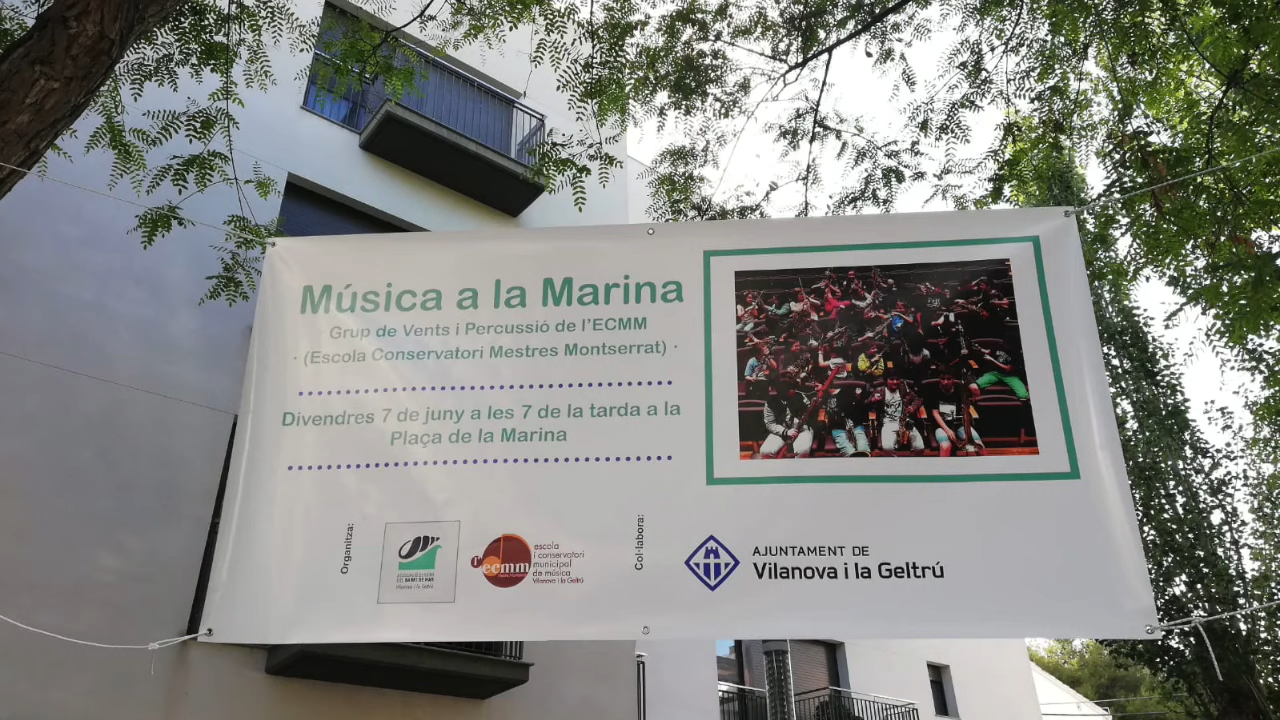 Música a la Marina
Grup de Vents i Percussió de l'ECMM
· (Escola Conservatori Mestres Montserrat) ·
Divendres 7 de juny a les 7 de la tarda a la
Plaça de la Marina
Organitza:
l'ecmm
escola
i conservatori
municipal
de música
Vilanova i la Geltrú
Col·labora:
AJUNTAMENT DE
Vilanova i la Geltrú